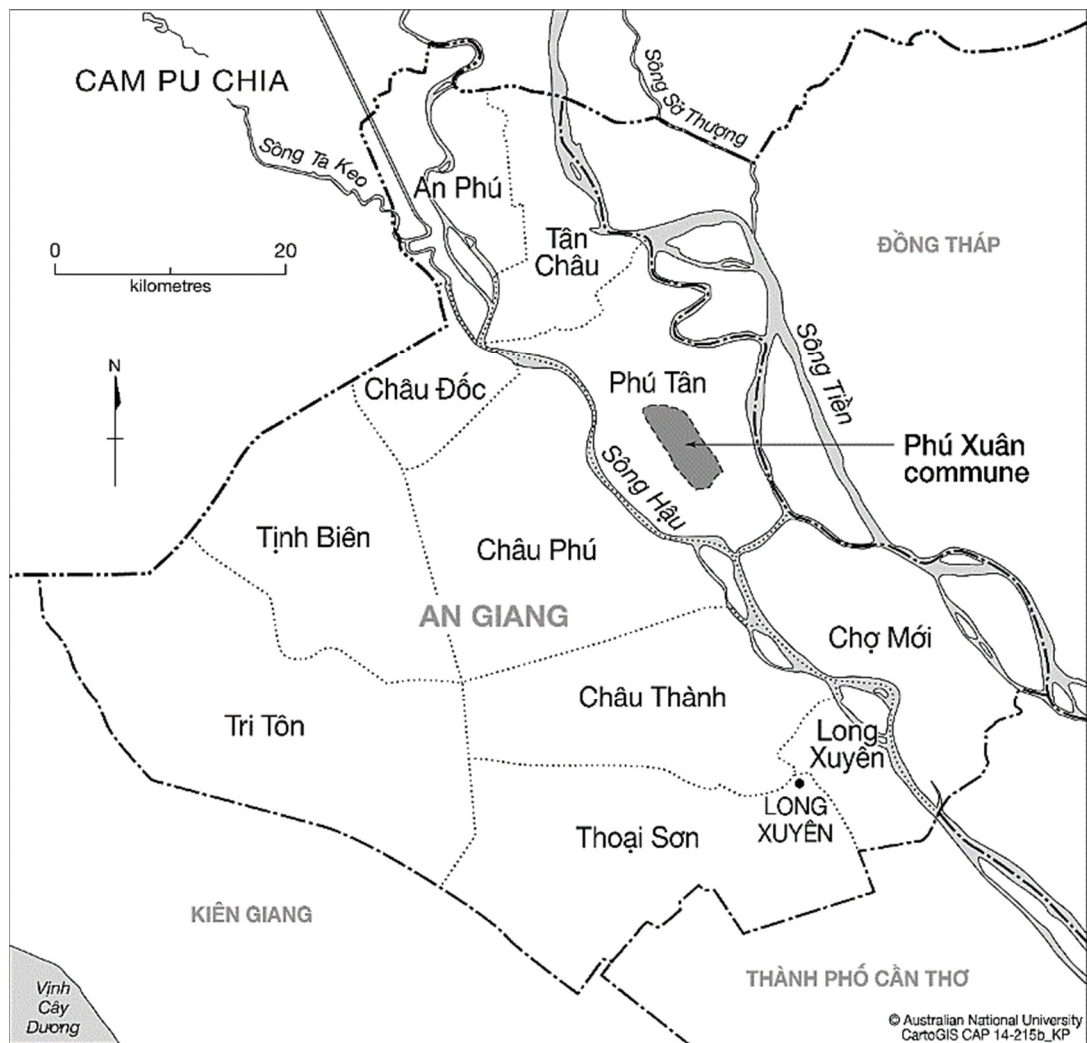 CAM PU CHIA
Sông Sở Thượng
Sông Ta Keo
An Phú
0 20
kilometres
Tân
Châu
ĐỒNG THÁP
N
Châu Đốc
Phú Tân
Sông Tiền
Phú Xuân
commune
Sông Hậu
Tịnh Biên
Châu Phú
AN GIANG
Chợ Mới
Châu Thành
Tri Tôn
Long
Xuyên
LONG
XUYÊN
Thoại Sơn
KIÊN GIANG
THÀNH PHỐ CẦN THƠ
Vịnh
Cây
Dương
© Australian National University
CartoGIS CAP 14-215b_KP